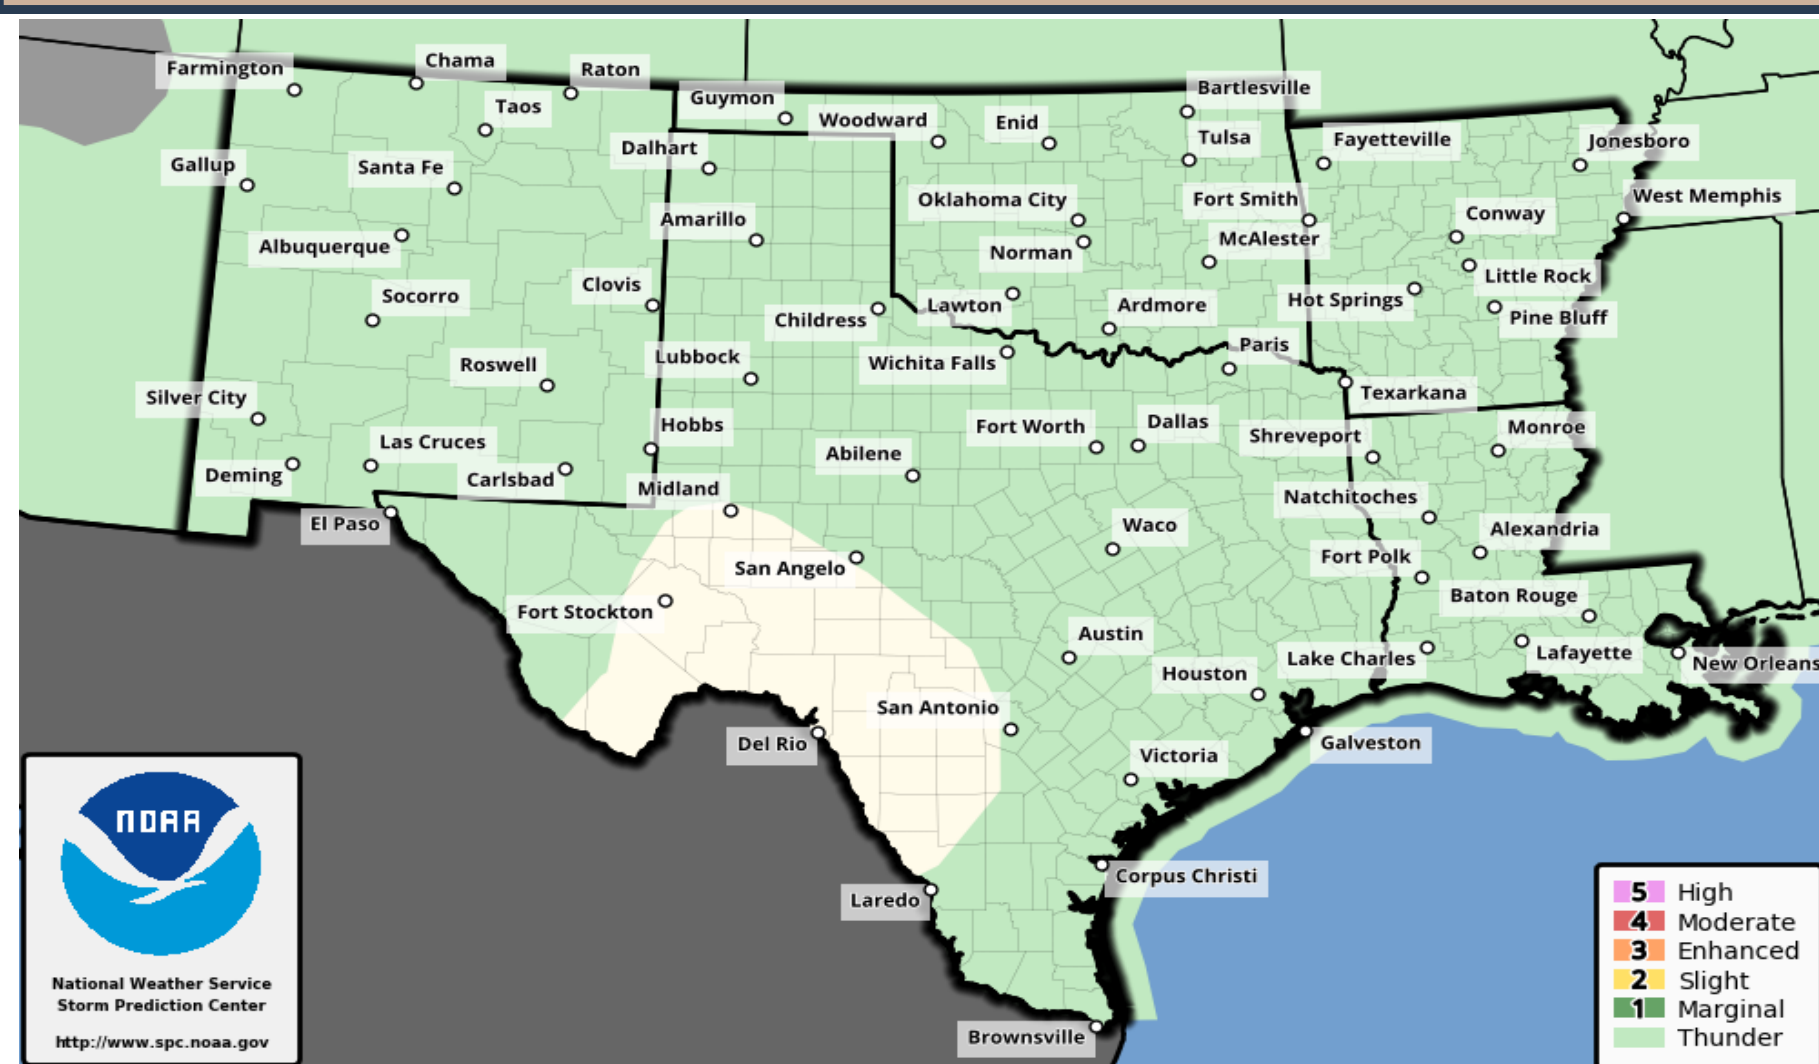 Farmington
Chama
Raton
Taos
Guymon
Woodward
Enid
Bartlesville
Tulsa
Fayetteville
Jonesboro
Gallup
Santa Fe
Dalhart
Oklahoma City
Fort Smith
Conway
West Memphis
Albuquerque
Amarillo
Norman
McAlester
Little Rock
Socorro
Clovis
Childress
Lawton
Ardmore
Hot Springs
Pine Bluff
Roswell
Lubbock
Wichita Falls
Paris
Silver City
Texarkana
Hobbs
Fort Worth
Dallas
Shreveport
Monroe
Las Cruces
Deming
Carlsbad
Midland
Abilene
Natchitoches
El Paso
Waco
Alexandria
San Angelo
Fort Polk
Fort Stockton
Baton Rouge
Austin
Lake Charles
Lafayette
New Orleans
Houston
San Antonio
Del Rio
Galveston
Victoria
Corpus Christi
Laredo
Brownsville
NOAA
National Weather Service
Storm Prediction Center
http://www.spc.noaa.gov
5 High
4 Moderate
3 Enhanced
2 Slight
1 Marginal
Thunder